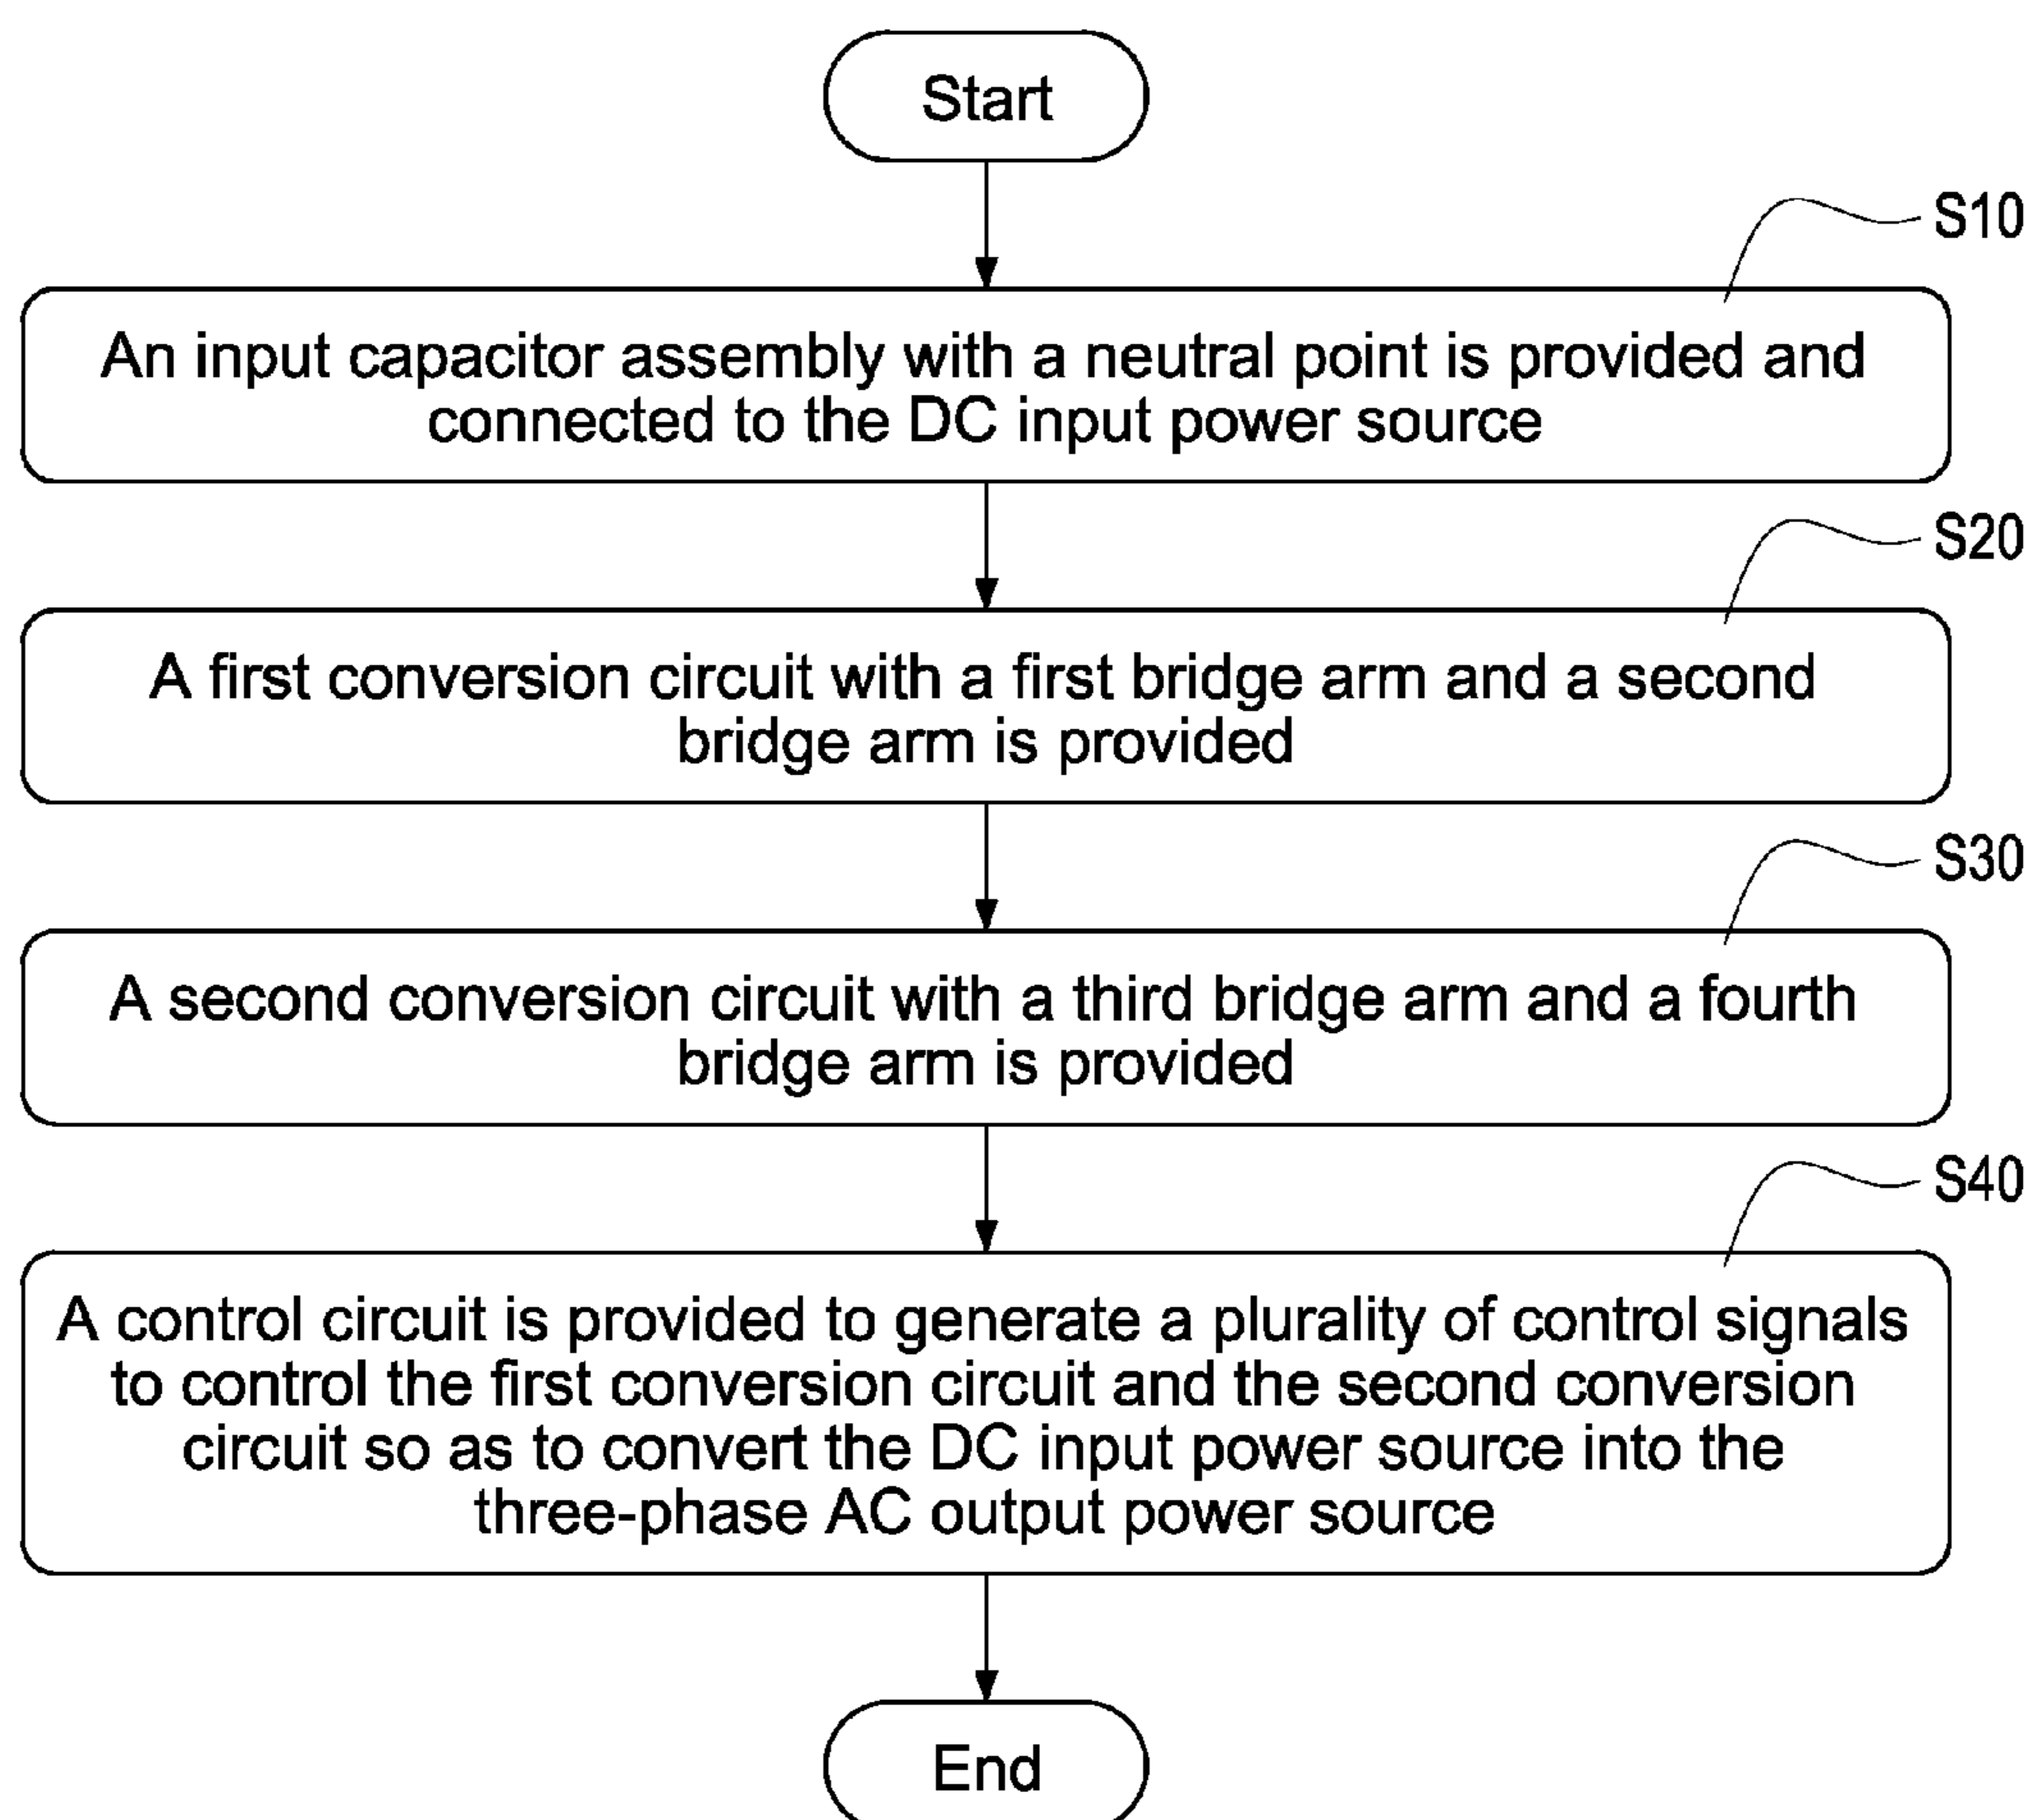 Start
S10
An input capacitor assembly with a neutral point is provided and
connected to the DC input power source
S20
A first conversion circuit with a first bridge arm and a second
bridge arm is provided
S30
A second conversion circuit with a third bridge arm and a fourth
bridge arm is provided
S40
A control circuit is provided to generate a plurality of control signals
to control the first conversion circuit and the second conversion
circuit so as to convert the DC input power source into the
three-phase AC output power source
End